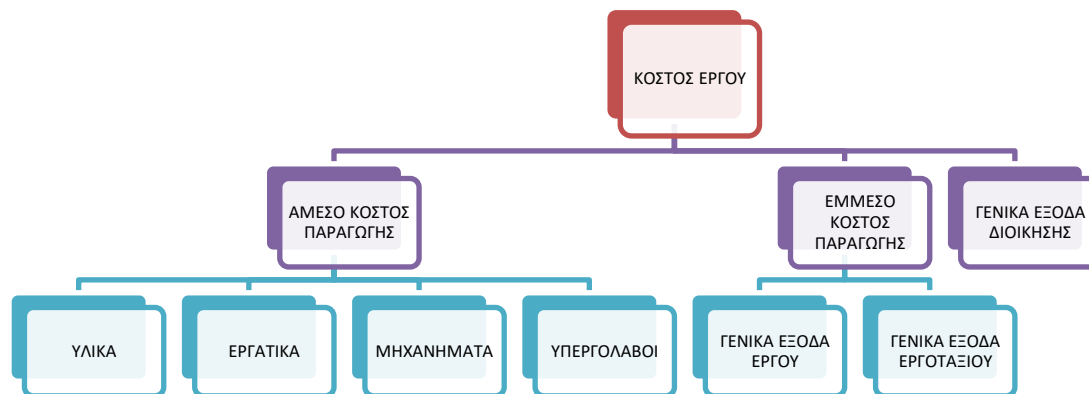 ΚΟΣΤΟΣ ΕΡΓΟΥ
ΑΜΕΣΟ ΚΟΣΤΟΣ
ΠΑΡΑΓΩΓΗΣ
ΕΜΜΕΣΟ
ΚΟΣΤΟΣ
ΠΑΡΑΓΩΓΗΣ
ΓΕΝΙΚΑ ΕΞΟΔΑ
ΔΙΟΙΚΗΣΗΣ
ΥΛΙΚΑ
ΕΡΓΑΤΙΚΑ
ΜΗΧΑΝΗΜΑΤΑ
ΥΠΕΡΓΟΛΑΒΟΙ
ΓΕΝΙΚΑ ΕΞΟΔΑ
ΕΡΓΟΥ
ΓΕΝΙΚΑ ΕΞΟΔΑ
ΕΡΓΟΤΑΞΙΟΥ